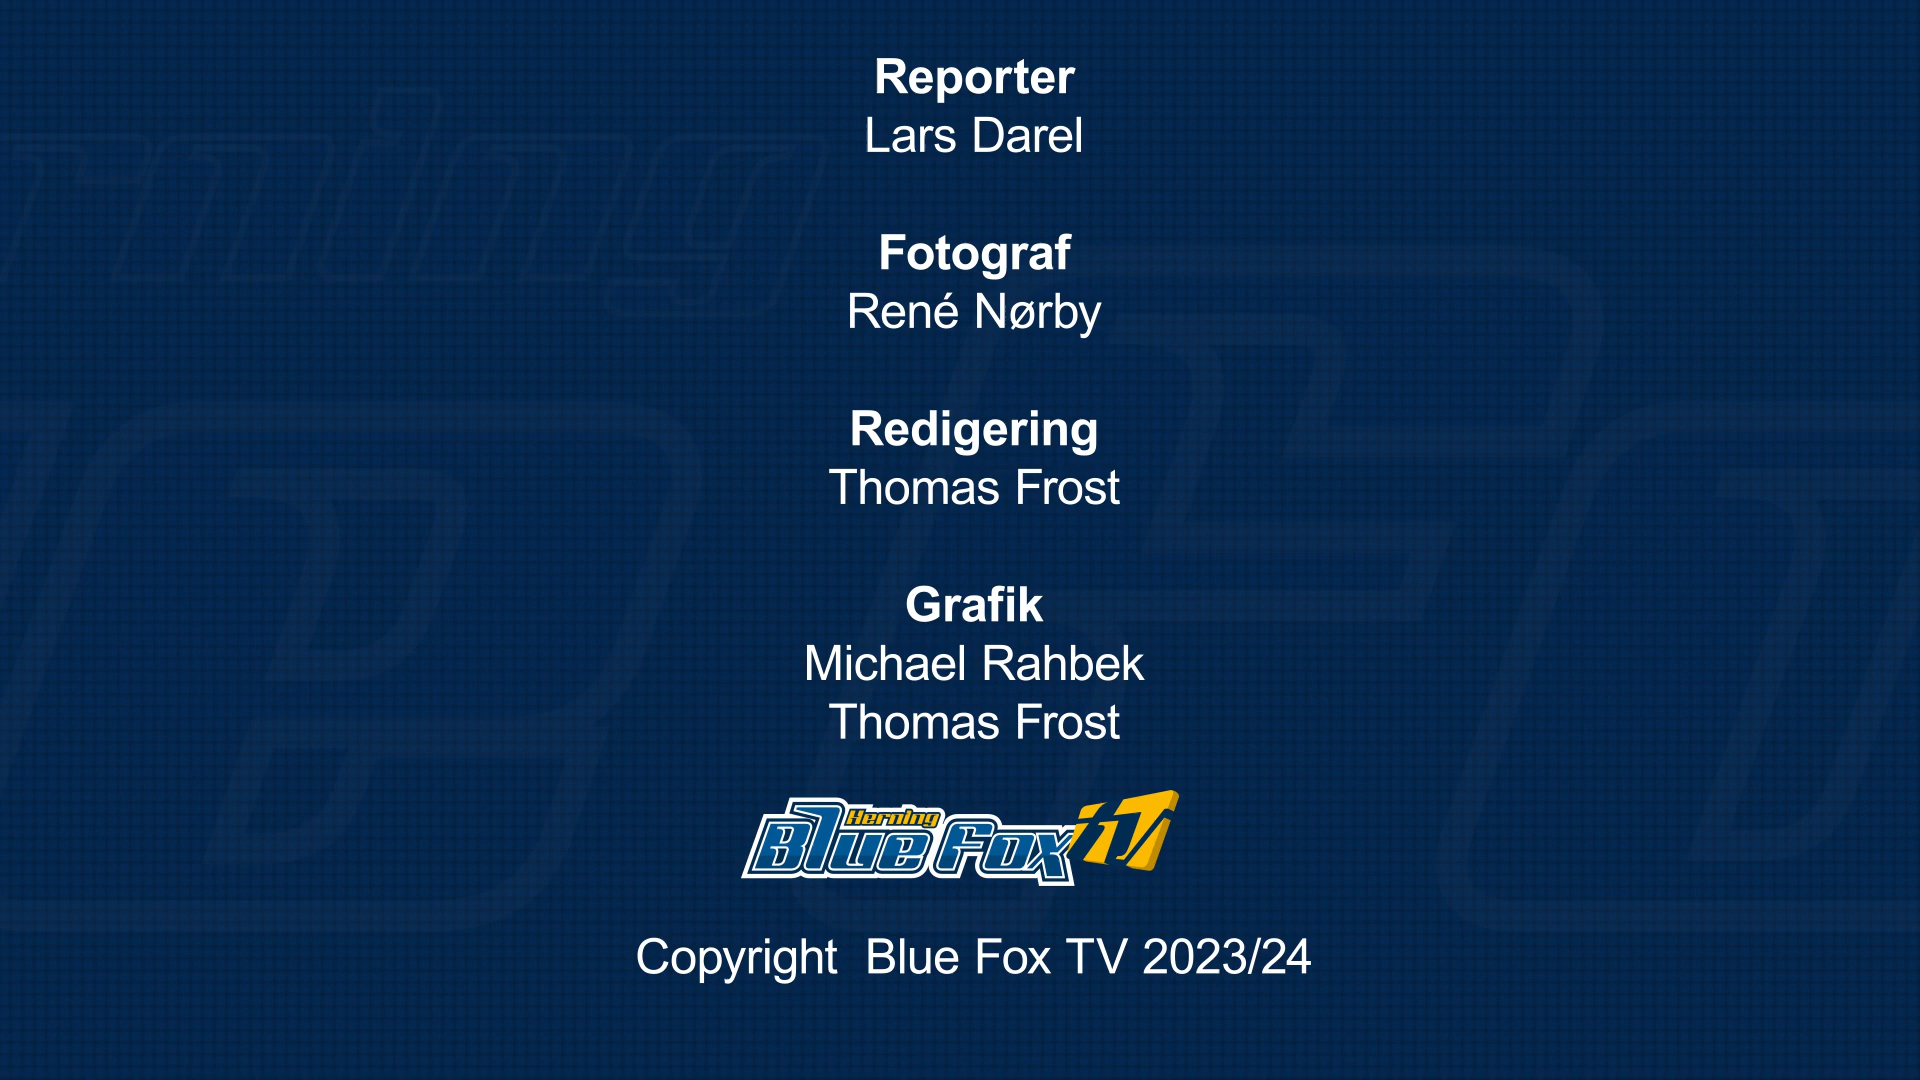 Reporter
Lars Darel
Fotograf
René Nørby
Redigering
Thomas Frost
Grafik
Michael Rahbek
Thomas Frost
Herning
Blue Fox TV
Copyright  Blue Fox TV 2023/24